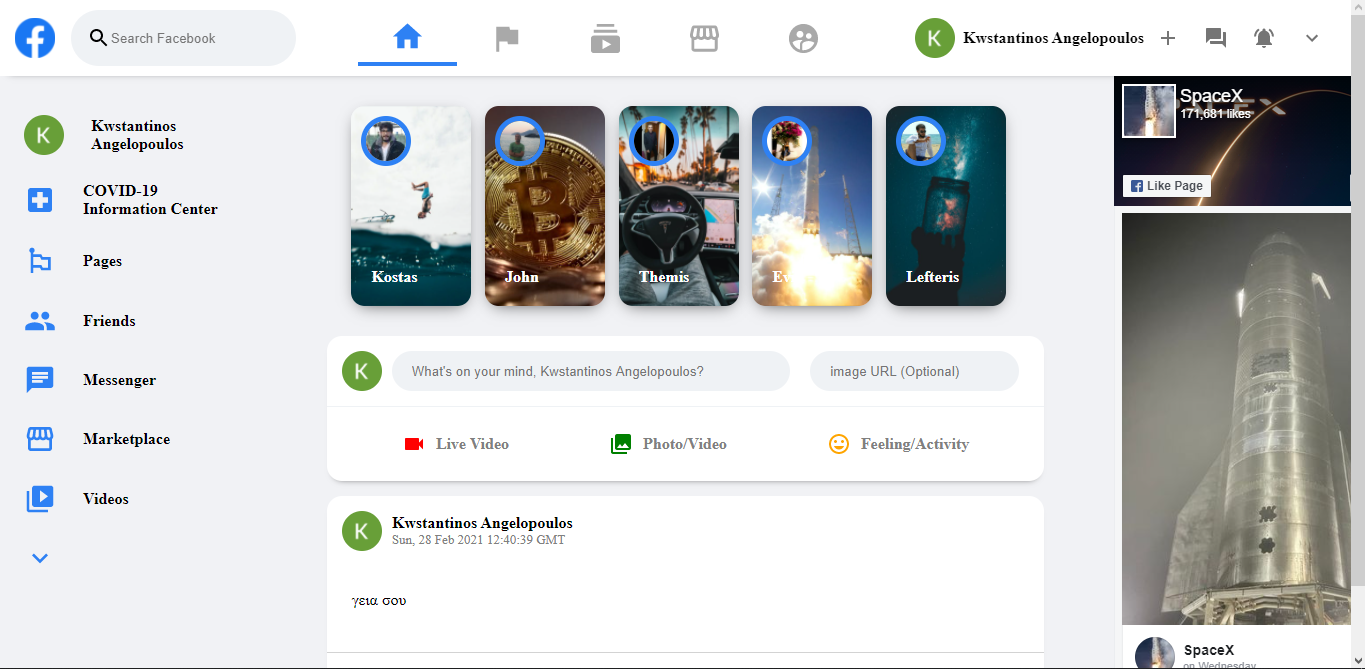 Search Facebook
K
Kwstantinos Angelopoulos
K
Kwstantinos
Angelopoulos
COVID-19
Information Center
Pages
Friends
Messenger
Marketplace
Videos
Kostas
John
Themis
Lefteris
K
What's on your mind, Kwstantinos Angelopoulos?
image URL (Optional)
Live Video
Photo/Video
Feeling/Activity
K
Kwstantinos Angelopoulos
Sun, 28 Feb 2021 12:40:39 GMT
γεια σου
SpaceX
171,681 likes
Like Page
SpaceX
on Wednesday